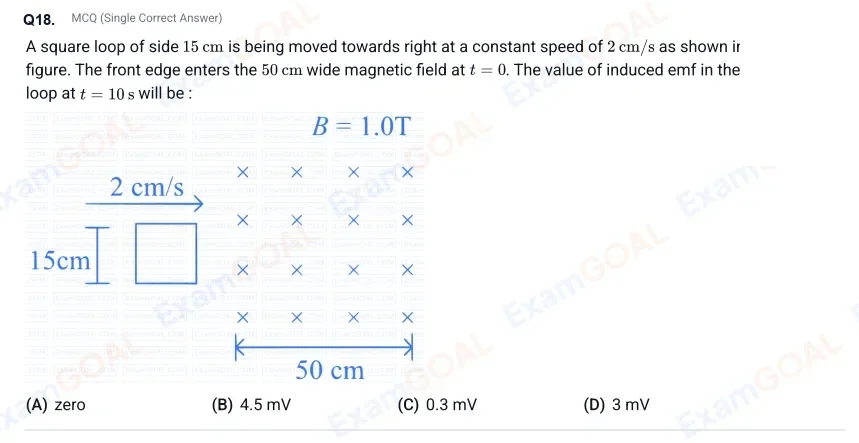 Q18. MCQ (Single Correct Answer)
A square loop of side 15 cm is being moved towards right at a constant speed of 2 cm/s as shown in
figure. The front edge enters the 50 cm wide magnetic field at t = 0. The value of induced emf in the
loop at t = 10 s will be :
B = 1.0T
× × × ×
2 cm/s
× × × ×
15cm
× × × ×
× × × ×
50 cm
(A) zero (B) 4.5 mV (C) 0.3 mV (D) 3 mV
ExamGOAL